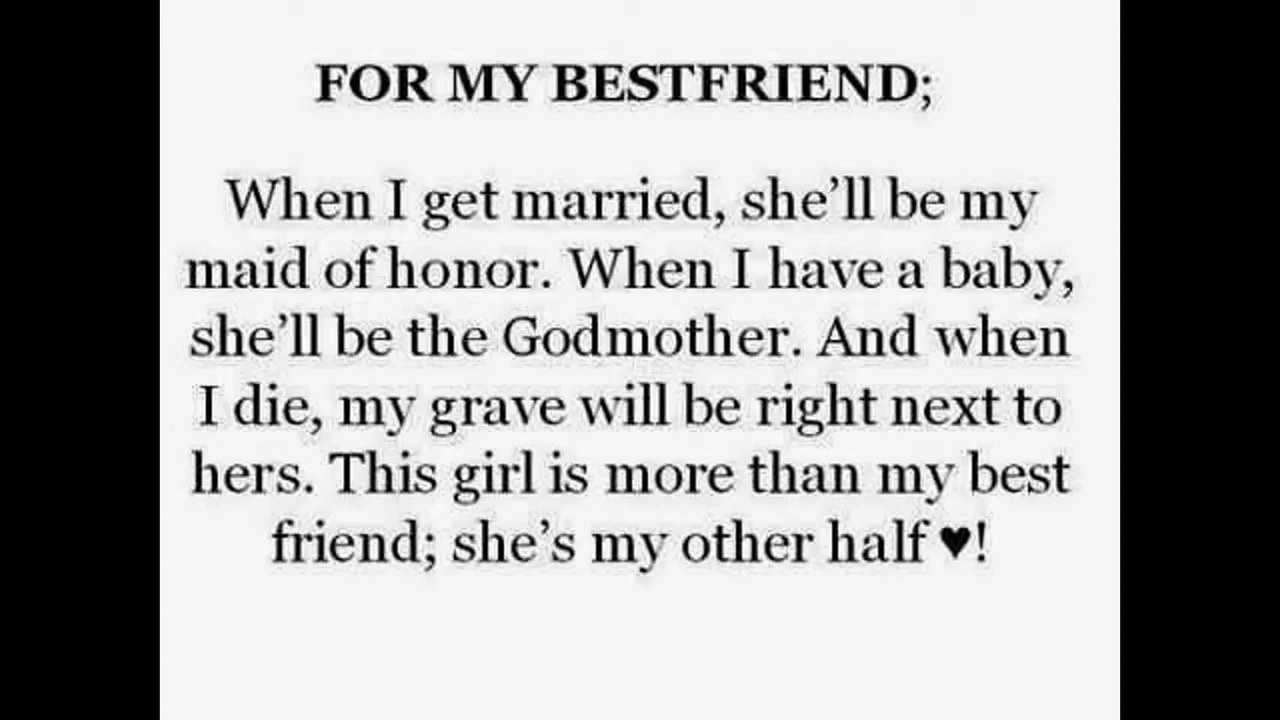 FOR MY BESTFRIEND;
When I get married, she’ll be my
maid of honor. When I have a baby,
she’ll be the Godmother. And when
I die, my grave will be right next to
hers. This girl is more than my best
friend; she’s my other half ♥!